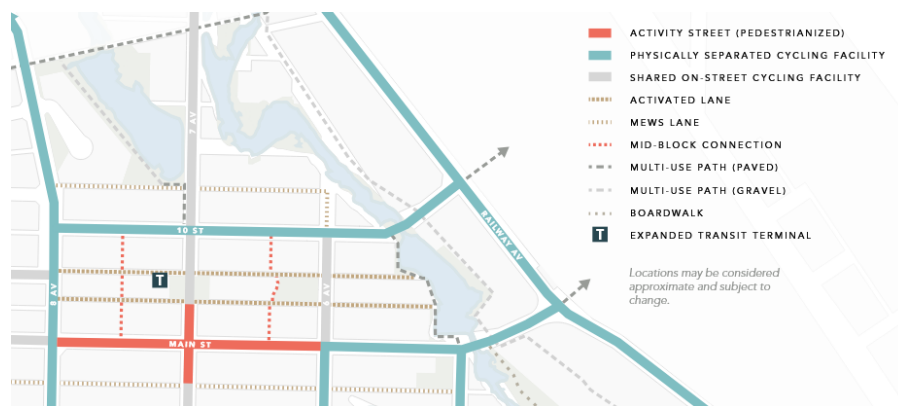 ACTIVITY STREET (PEDESTRIANIZED)
PHYSICALLY SEPARATED CYCLING FACILITY
SHARED ON-STREET CYCLING FACILITY
ACTIVATED LANE
MEWS LANE
MID-BLOCK CONNECTION
MULTI-USE PATH (PAVED)
MULTI-USE PATH (GRAVEL)
BOARDWALK
T EXPANDED TRANSIT TERMINAL
Locations may be considered
approximate and subject to
change.
7 AV
10 ST
RAILWAY AV
T
8 AV
6 AV
MAIN ST